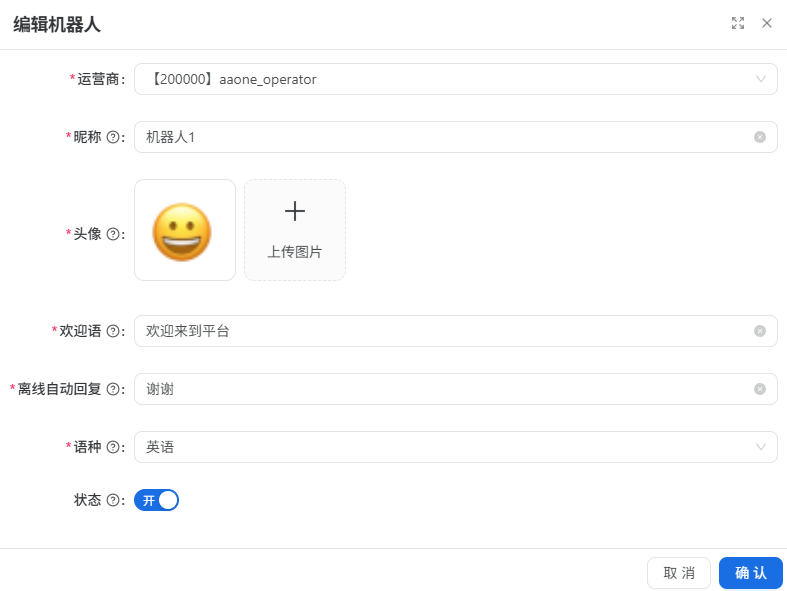 编辑机器人
*运营商:
【200000】aaone_operator
*昵称 ?:
机器人1
*头像 ?:
上传图片
*欢迎语 ?:
欢迎来到平台
*离线自动回复 ?:
谢谢
*语种 ?:
英语
状态 ?:
开
取 消
确 认